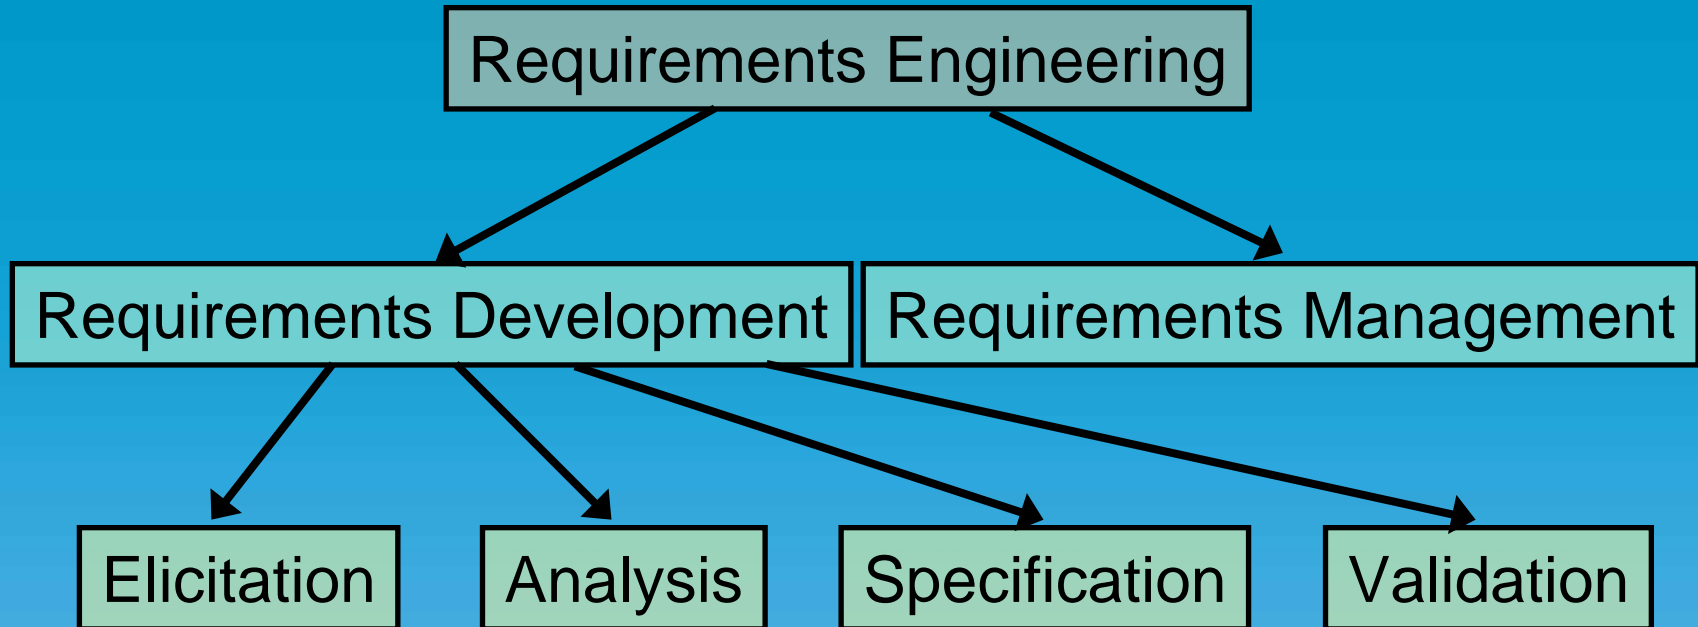 Requirements Engineering
Requirements Development
Requirements Management
Elicitation
Analysis
Specification
Validation